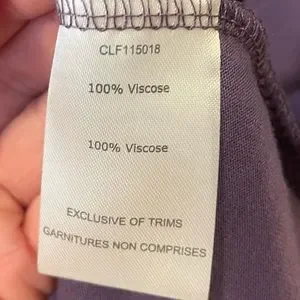 CLF115018
100% Viscose
100% Viscose
EXCLUSIVE OF TRIMS
GARNITURES NON COMPRISES